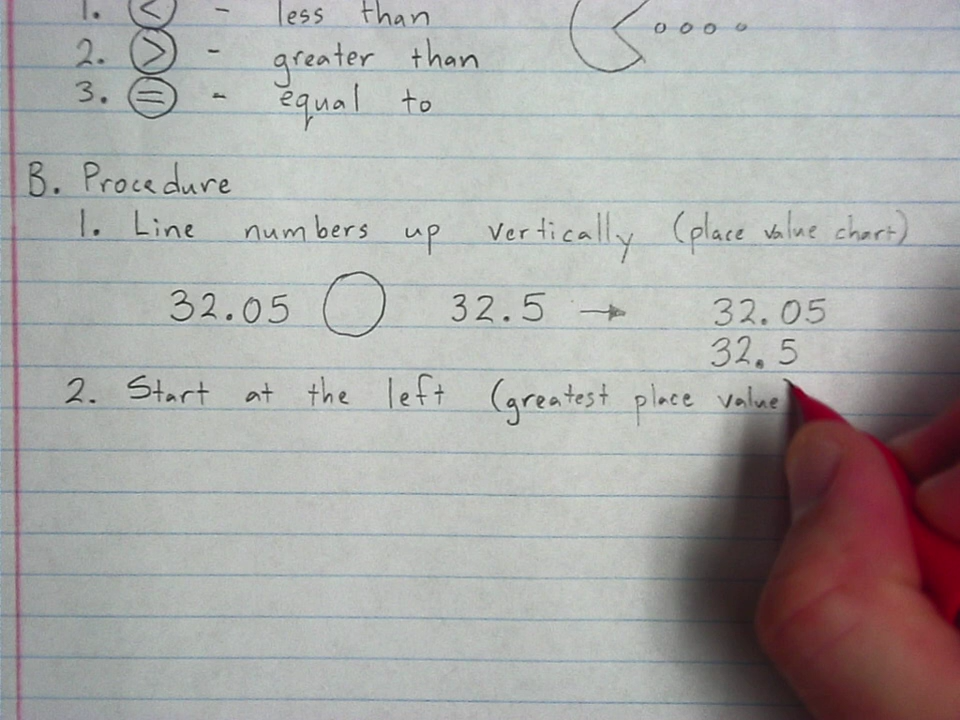 1. < - less than
2. > - greater than
3. = - equal to
B. Procedure
1. Line numbers up vertically (place value chart)
32.05 32.5 → 32.05
32.5
2. Start at the left (greatest place value)